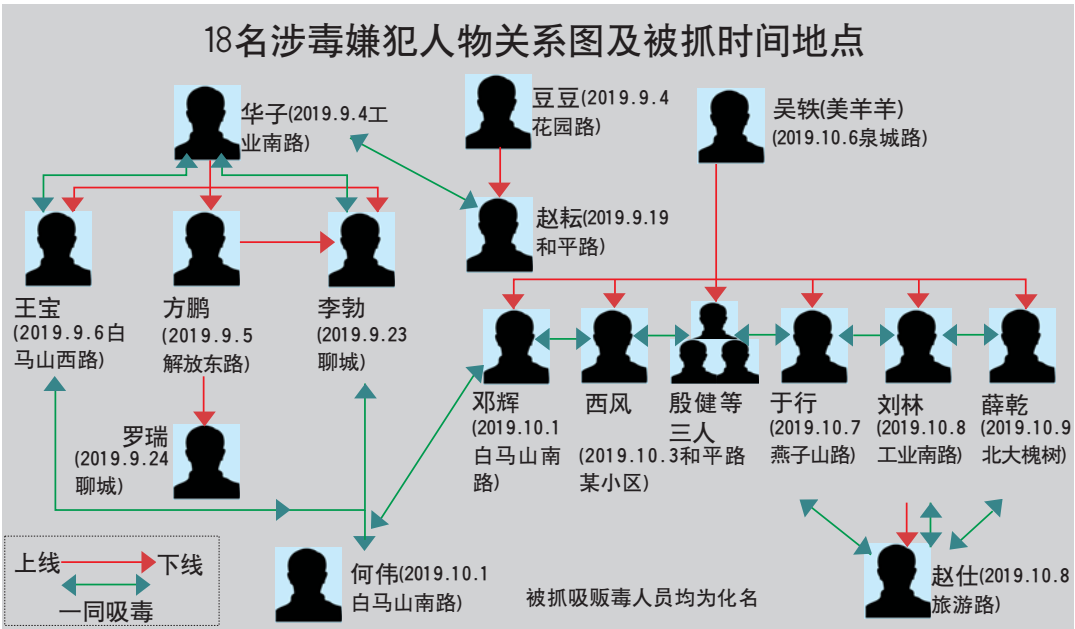 18名涉毒嫌犯人物关系图及被抓时间地点
华子(2019.9.4工
业南路)
豆豆(2019.9.4
花园路)
吴轶(美羊羊)
(2019.10.6泉城路)
赵耘(2019.9.19
和平路)
王宝
(2019.9.6白
马山西路)
方鹏
(2019.9.5
解放东路)
李勃
(2019.9.23
聊城)
罗瑞
(2019.9.24
聊城)
邓辉
(2019.10.1
白马山南
路)
西风
殷健等
三人
(2019.10.3和平路
某小区)
于行
(2019.10.7
燕子山路)
刘林
(2019.10.8
工业南路)
薛乾
(2019.10.9
北大槐树)
何伟(2019.10.1
白马山南路)
赵仕(2019.10.8
旅游路)
上线 下线
一同吸毒
被抓吸贩毒人员均为化名